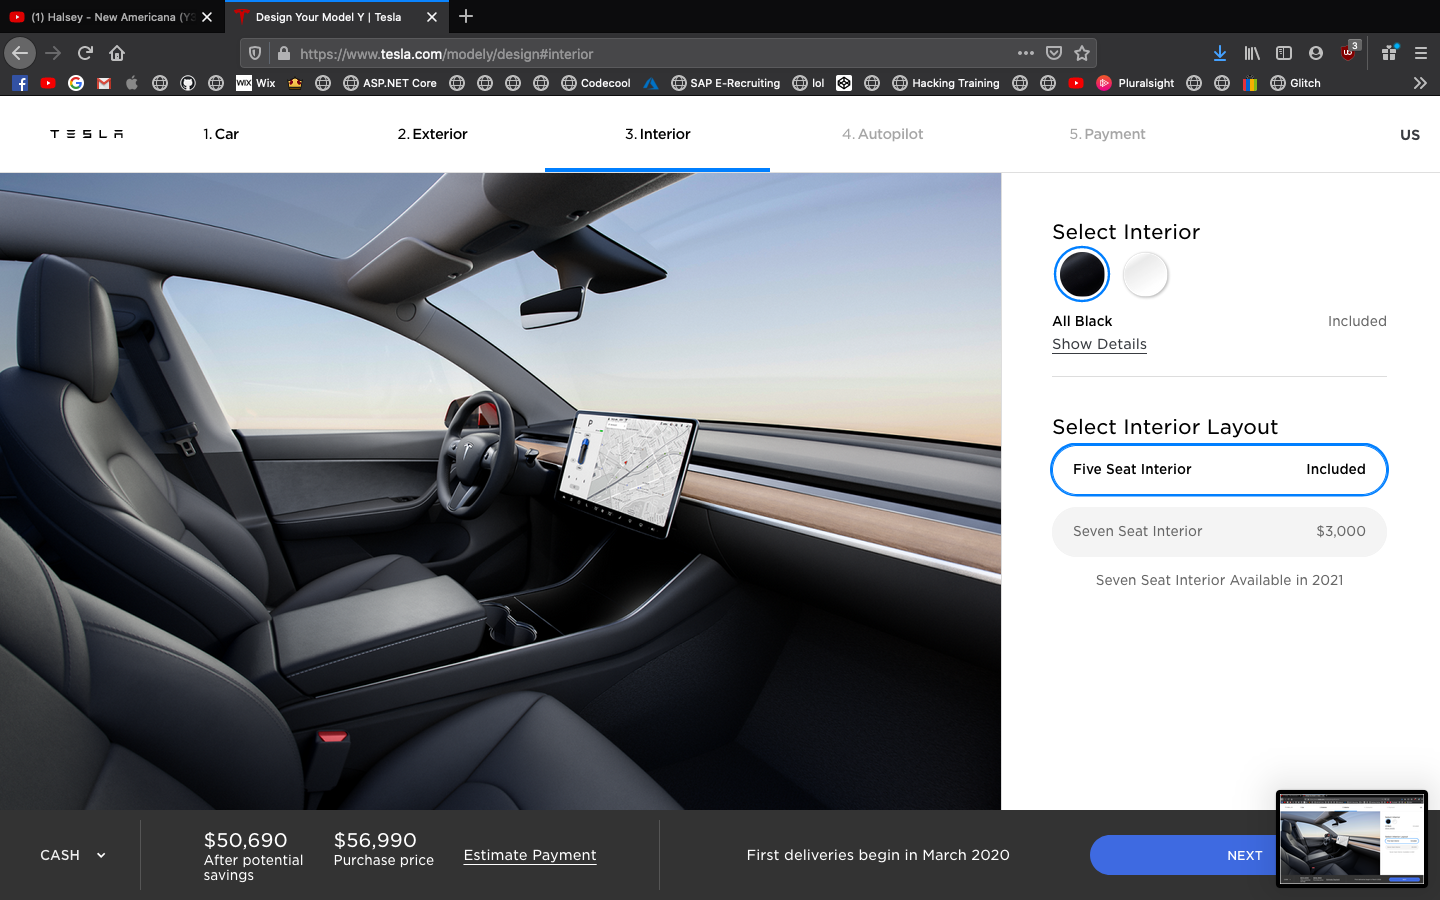 (1) Halsey - New Americana (Y
Design Your Model Y | Tesla
https://www.tesla.com/modely/design#interior
3
WIX Wix
ASP.NET Core
Codecool
SAP E-Recruiting
lol
Hacking Training
Pluralsight
Glitch
TESLA
1. Car
2. Exterior
3. Interior
4. Autopilot
5. Payment
US
Select Interior
All Black Included
Show Details
Select Interior Layout
Five Seat Interior Included
Seven Seat Interior $3,000
Seven Seat Interior Available in 2021
CASH
$50,690
After potential
savings
$56,990
Purchase price
Estimate Payment
First deliveries begin in March 2020
NEXT